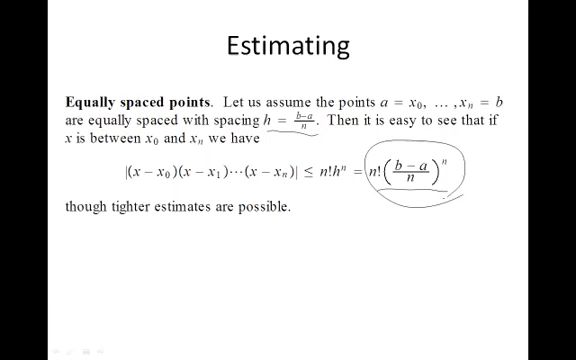 Estimating
Equally spaced points. Let us assume the points a = x₀, … , xₙ = b
are equally spaced with spacing h = (b−a)/n. Then it is easy to see that if
x is between x₀ and xₙ we have
|(x − x₀)(x − x₁)⋯(x − xₙ)| ≤ n!hⁿ = n!((b − a)/n)ⁿ
though tighter estimates are possible.